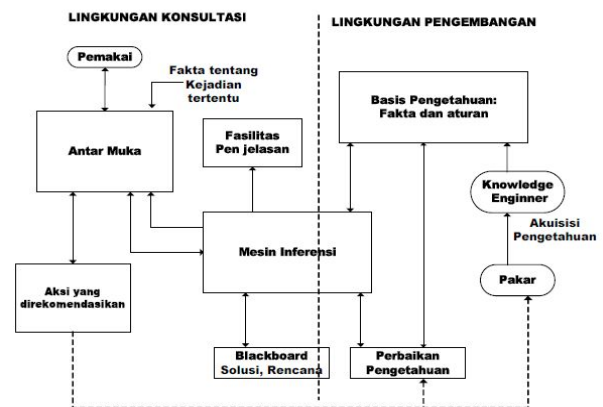 LINGKUNGAN KONSULTASI
LINGKUNGAN PENGEMBANGAN
Pemakai
Fakta tentang
Kejadian
tertentu
Antar Muka
Fasilitas
Pen jelasan
Basis Pengetahuan:
Fakta dan aturan
Knowledge
Enginner
Akuisisi
Pengetahuan
Mesin Inferensi
Pakar
Aksi yang
direkomendasikan
Blackboard
Solusi, Rencana
Perbaikan
Pengetahuan